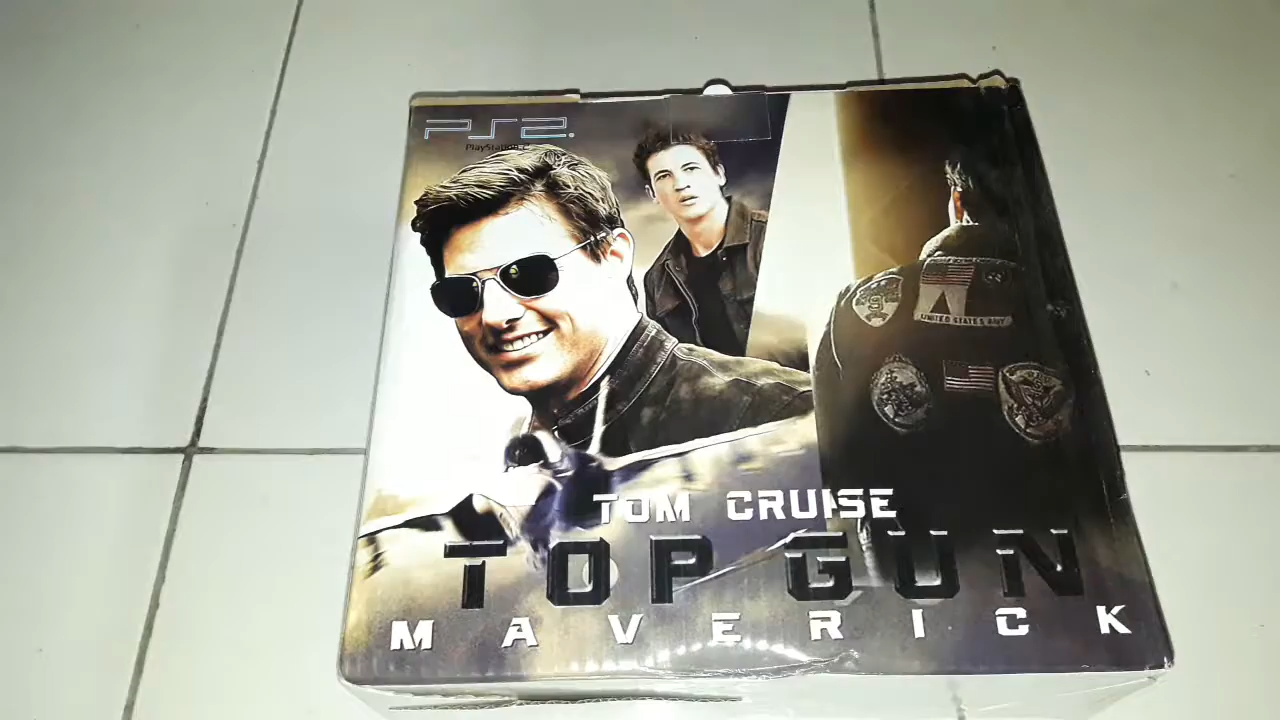 PS2
PlayStation 2
UNITED STATES NAVY
TOM CRUISE
TOP GUN
MAVERICK